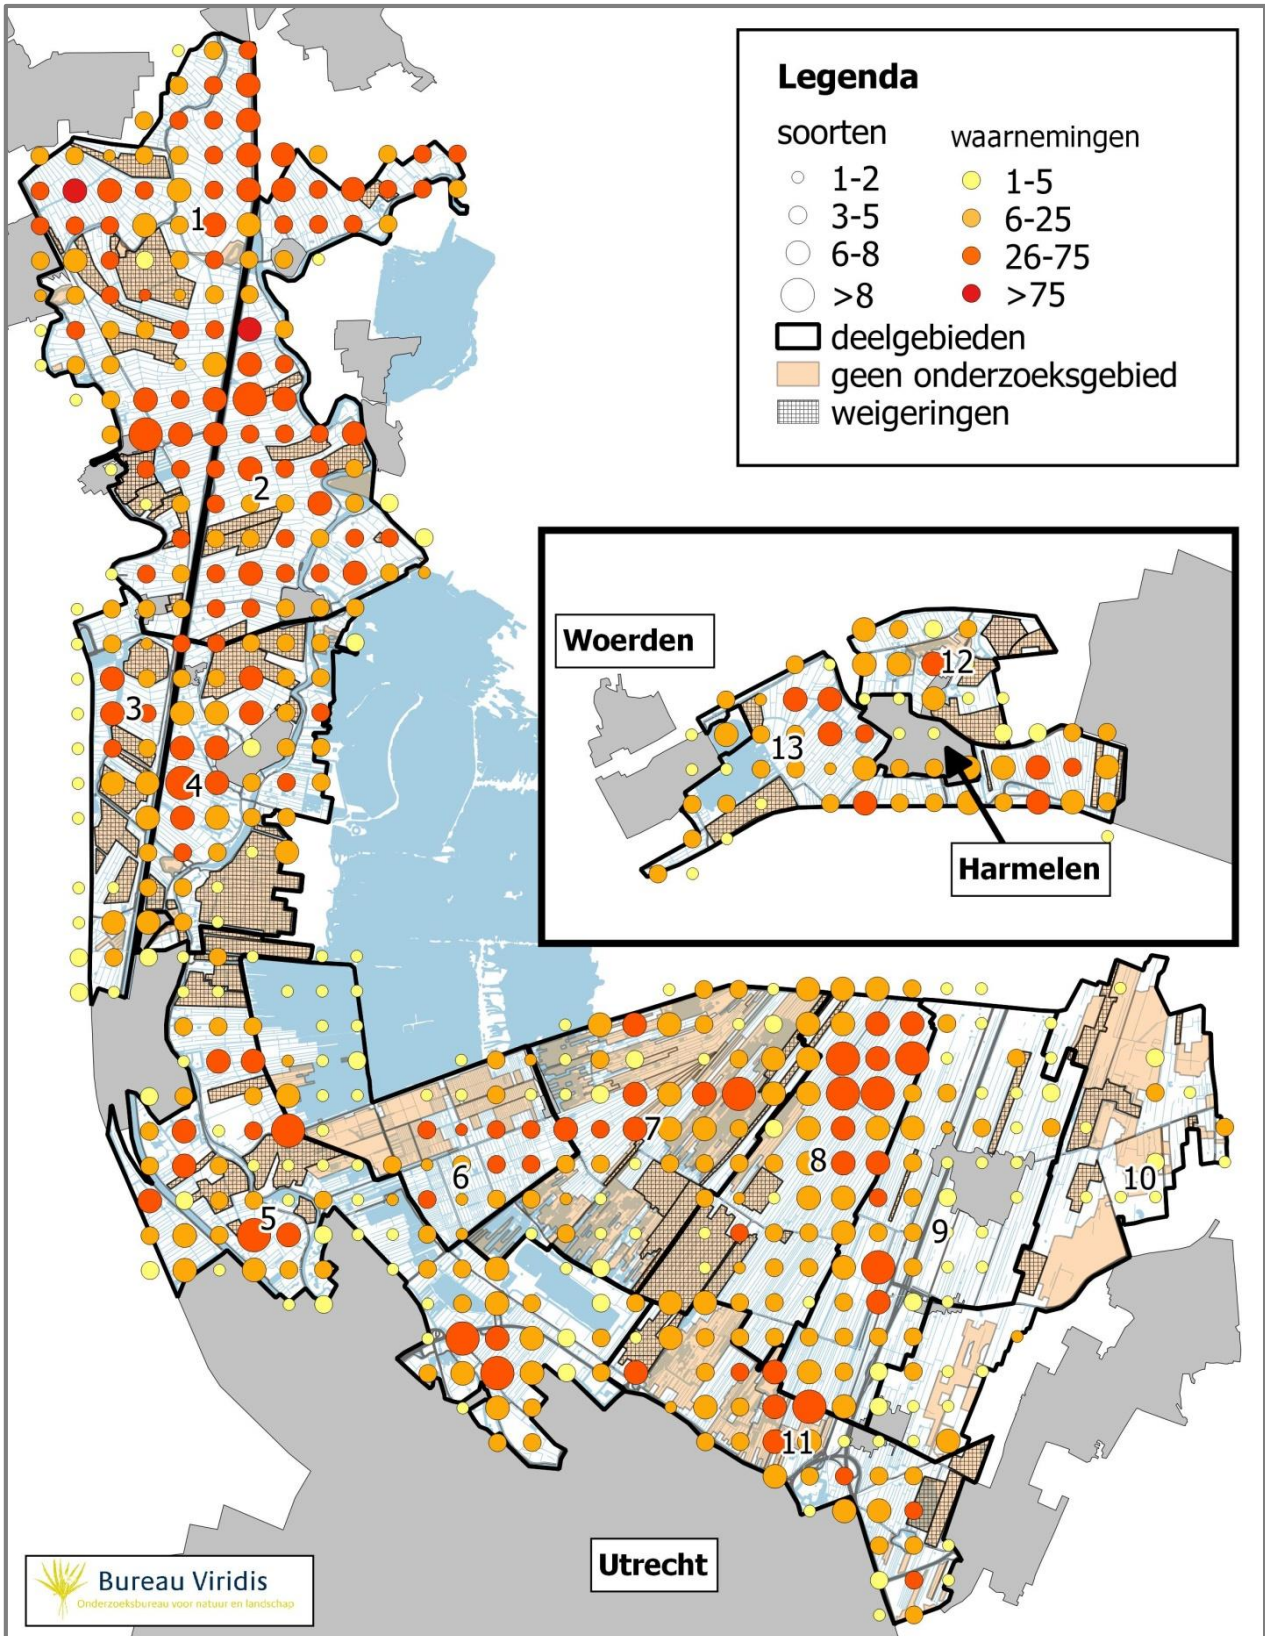 Legenda
soorten waarnemingen
1-2 1-5
3-5 6-25
6-8 26-75
>8 >75
deelgebieden
geen onderzoeksgebied
weigeringen
1
2
3
4
Woerden
12
13
Harmelen
5
6
7
8
9
10
11
Utrecht
Bureau Viridis
Onderzoeksbureau voor natuur en landschap